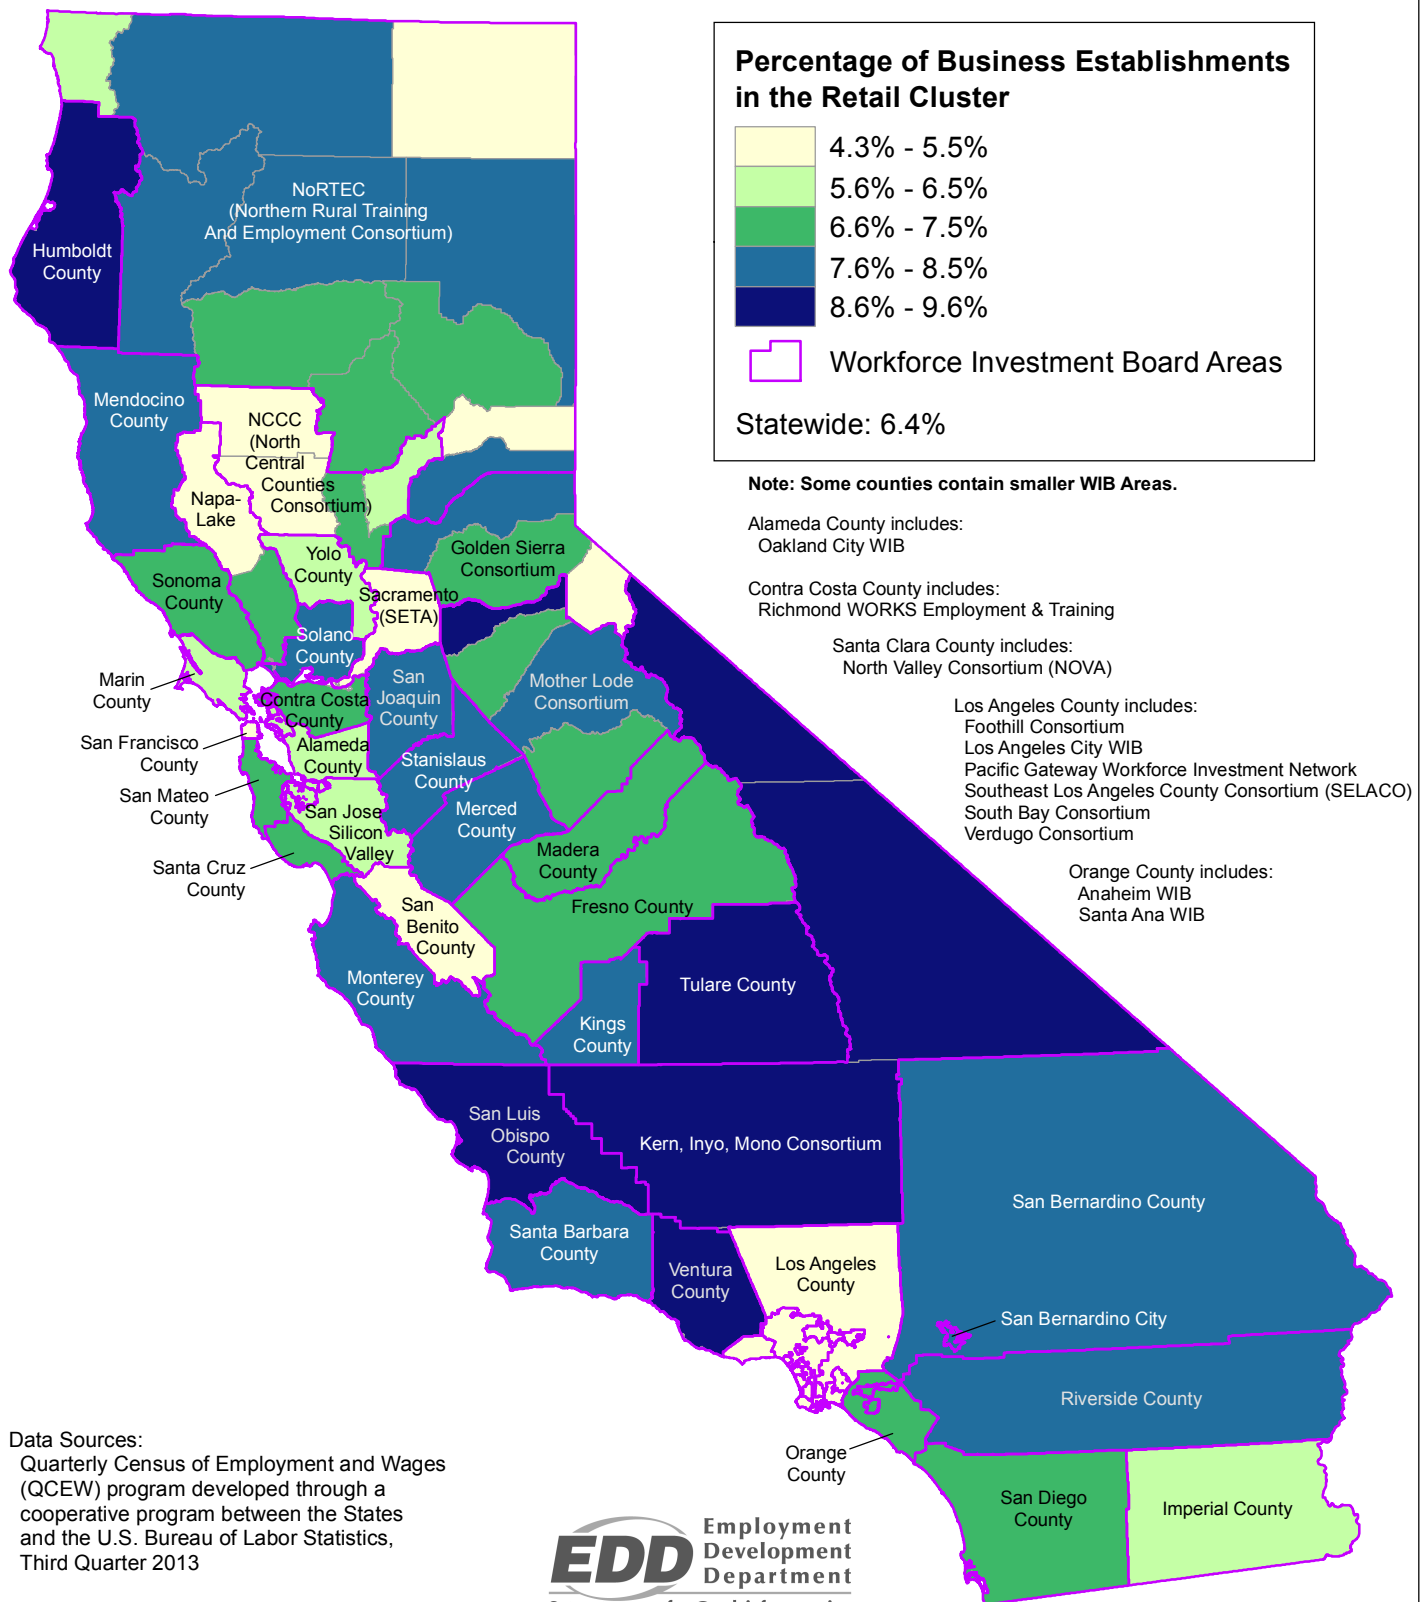 Percentage of Business Establishments
in the Retail Cluster
4.3% - 5.5%
5.6% - 6.5%
6.6% - 7.5%
7.6% - 8.5%
8.6% - 9.6%
Workforce Investment Board Areas
Statewide: 6.4%
Note: Some counties contain smaller WIB Areas.
Alameda County includes:
Oakland City WIB
Contra Costa County includes:
Richmond WORKS Employment & Training
Santa Clara County includes:
North Valley Consortium (NOVA)
Los Angeles County includes:
Foothill Consortium
Los Angeles City WIB
Pacific Gateway Workforce Investment Network
Southeast Los Angeles County Consortium (SELACO)
South Bay Consortium
Verdugo Consortium
Orange County includes:
Anaheim WIB
Santa Ana WIB
NoRTEC
(Northern Rural Training
And Employment Consortium)
Humboldt
County
Mendocino
County
NCCC
(North
Central
Counties
Consortium)
Napa-
Lake
Yolo
County
Golden Sierra
Consortium
Sonoma
County
Sacramento
(SETA)
Solano
County
Marin
County
Contra Costa
County
San
Joaquin
County
Mother Lode
Consortium
San Francisco
County
Alameda
County
Stanislaus
County
San Mateo
County
San Jose
Silicon
Valley
Merced
County
Santa Cruz
County
Madera
County
San
Benito
County
Fresno County
Monterey
County
Tulare County
Kings
County
San Luis
Obispo
County
Kern, Inyo, Mono Consortium
San Bernardino County
Santa Barbara
County
Ventura
County
Los Angeles
County
San Bernardino City
Riverside County
Orange
County
San Diego
County
Imperial County
Data Sources:
Quarterly Census of Employment and Wages
(QCEW) program developed through a
cooperative program between the States
and the U.S. Bureau of Labor Statistics,
Third Quarter 2013
EDD
Employment
Development
Department